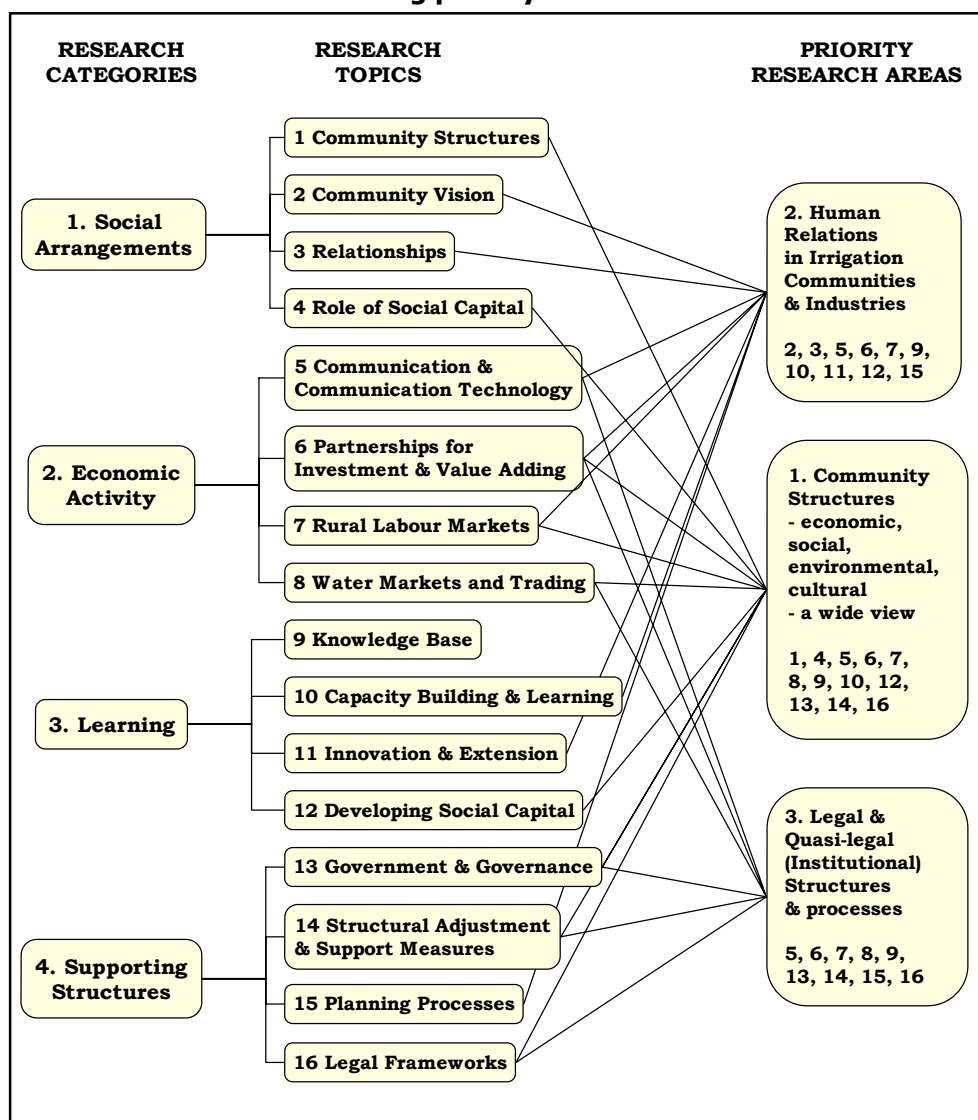 RESEARCH
CATEGORIES
RESEARCH
TOPICS
PRIORITY
RESEARCH AREAS
1. Social
Arrangements
2. Economic
Activity
3. Learning
4. Supporting
Structures
1 Community Structures
2 Community Vision
3 Relationships
4 Role of Social Capital
5 Communication &
Communication Technology
6 Partnerships for
Investment & Value Adding
7 Rural Labour Markets
8 Water Markets and Trading
9 Knowledge Base
10 Capacity Building & Learning
11 Innovation & Extension
12 Developing Social Capital
13 Government & Governance
14 Structural Adjustment
& Support Measures
15 Planning Processes
16 Legal Frameworks
2. Human
Relations
in Irrigation
Communities
& Industries
2, 3, 5, 6, 7, 9,
10, 11, 12, 15
1. Community
Structures
- economic,
social,
environmental,
cultural
- a wide view
1, 4, 5, 6, 7,
8, 9, 10, 12,
13, 14, 16
3. Legal &
Quasi-legal
(Institutional)
Structures
& processes
5, 6, 7, 8, 9,
13, 14, 15, 16